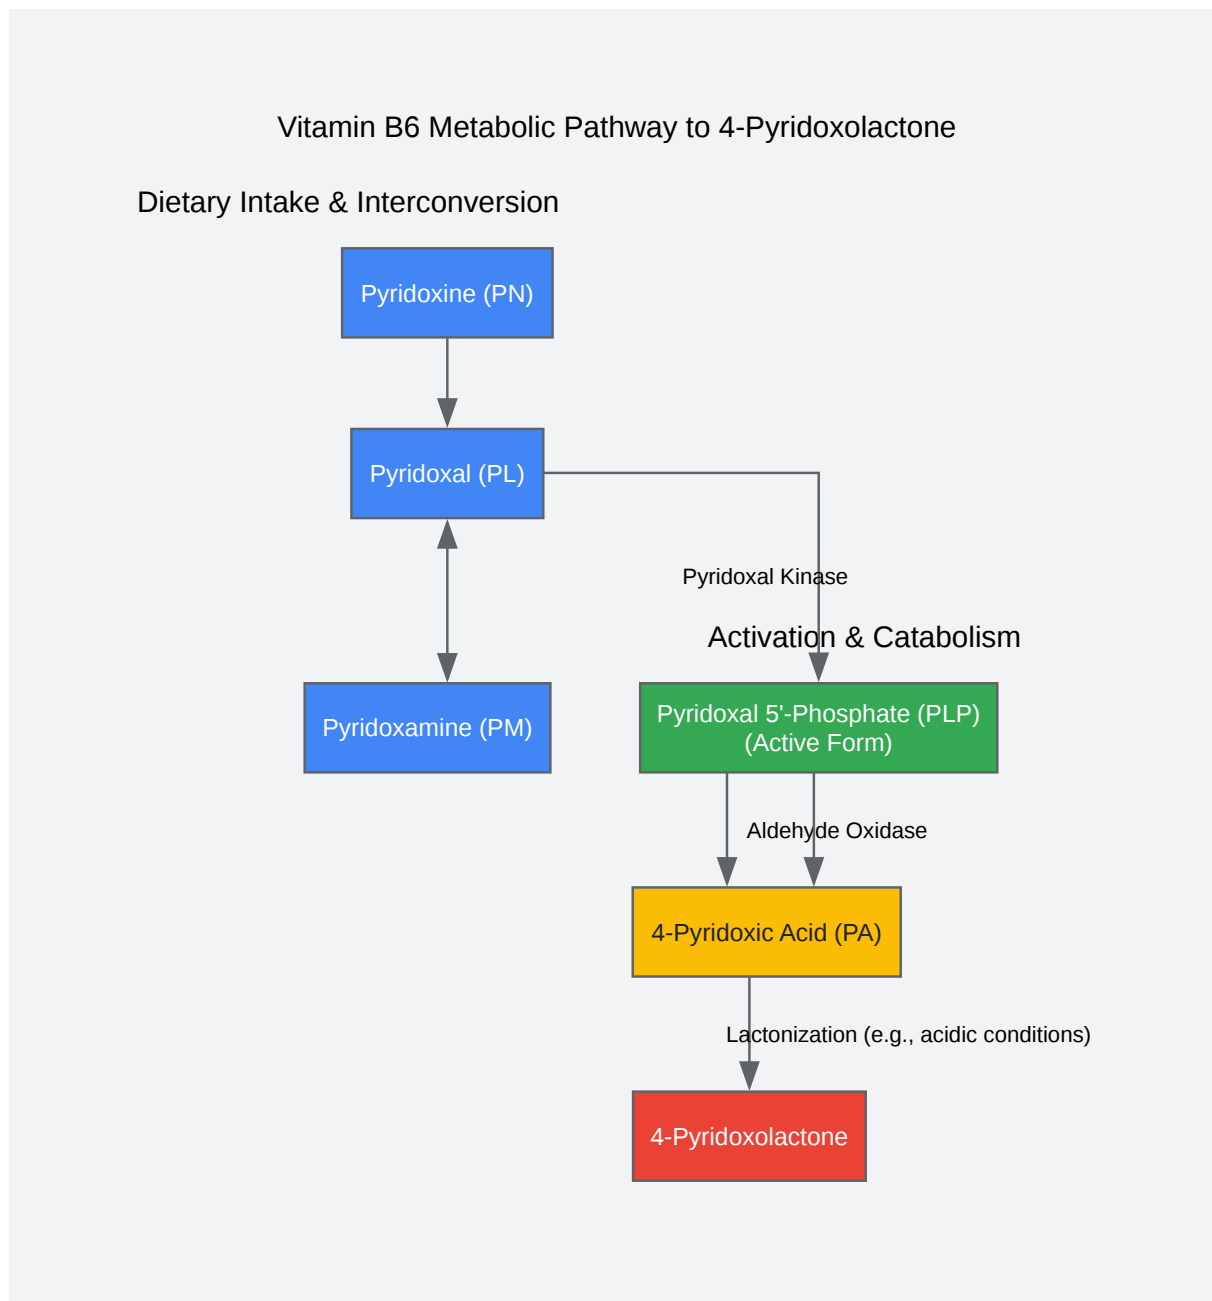 Vitamin B6 Metabolic Pathway to 4-Pyridoxolactone
Dietary Intake & Interconversion
Pyridoxine (PN)
Pyridoxal (PL)
Pyridoxal Kinase
Activation & Catabolism
Pyridoxamine (PM)
Pyridoxal 5'-Phosphate (PLP)
(Active Form)
Aldehyde Oxidase
4-Pyridoxic Acid (PA)
Lactonization (e.g., acidic conditions)
4-Pyridoxolactone